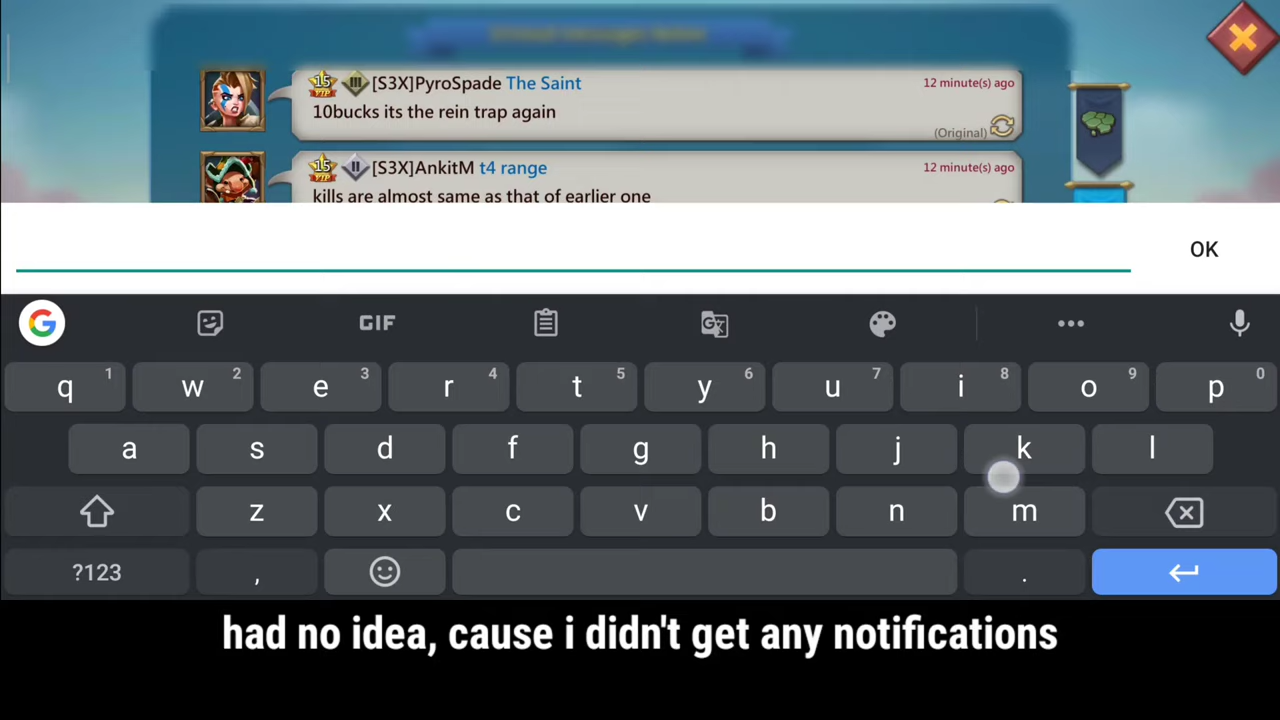 [S3X]PyroSpade The Saint
12 minute(s) ago
10bucks its the rein trap again
(Original)
[S3X]AnkitM t4 range
12 minute(s) ago
kills are almost same as that of earlier one
OK
GIF
q 1 w 2 e 3 r 4 t 5 y 6 u 7 i 8 o 9 p 0
a s d f g h j k l
z x c v b n m
?123 , .
had no idea, cause i didn't get any notifications